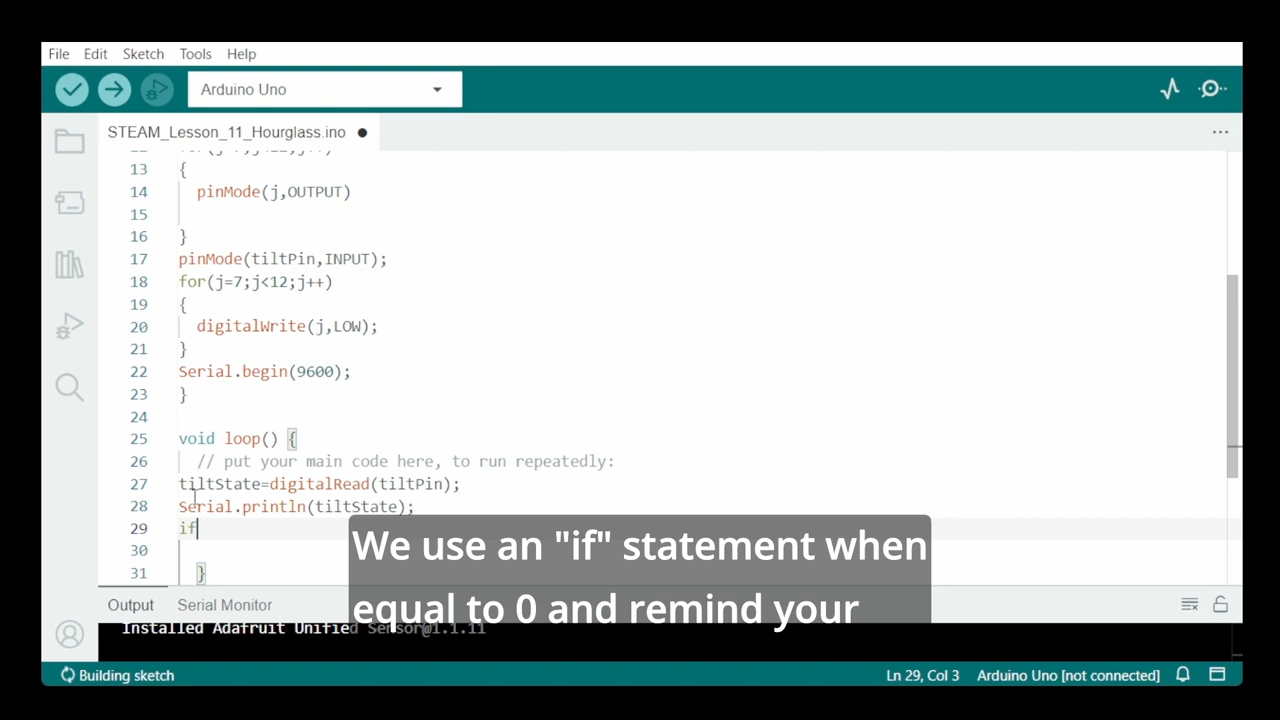 File Edit Sketch Tools Help
Arduino Uno
STEAM_Lesson_11_Hourglass.ino
13 {
14 pinMode(j,OUTPUT)
15
16 }
17 pinMode(tiltPin,INPUT);
18 for(j=7;j<12;j++)
19 {
20 digitalWrite(j,LOW);
21 }
22 Serial.begin(9600);
23 }
24
25 void loop() {
26 // put your main code here, to run repeatedly:
27 tiltState=digitalRead(tiltPin);
28 Serial.println(tiltState);
29 if
30
31 }
We use an "if" statement when
equal to 0 and remind your
Output Serial Monitor
Installed Adafruit Unified Sensor@1.1.11
Building sketch Ln 29, Col 3 Arduino Uno [not connected]